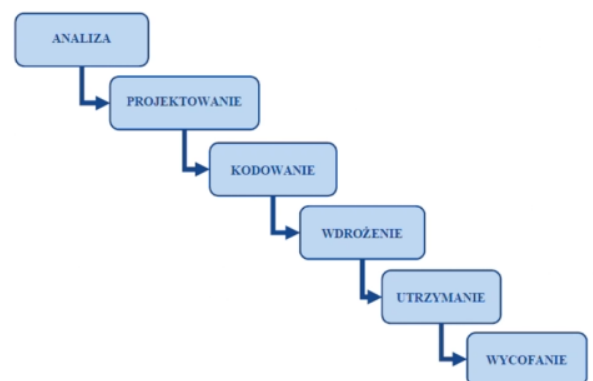 ANALIZA
PROJEKTOWANIE
KODOWANIE
WDROŻENIE
UTRZYMANIE
WYCOFANIE